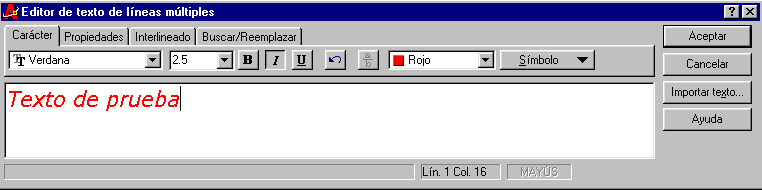 Editor de texto de líneas múltiples
Carácter Propiedades Interlineado Buscar/Reemplazar
Verdana 2.5 B I U a/b Rojo Símbolo
Texto de prueba
Aceptar
Cancelar
Importar texto...
Ayuda
Lín. 1 Col. 16 MAYÚS